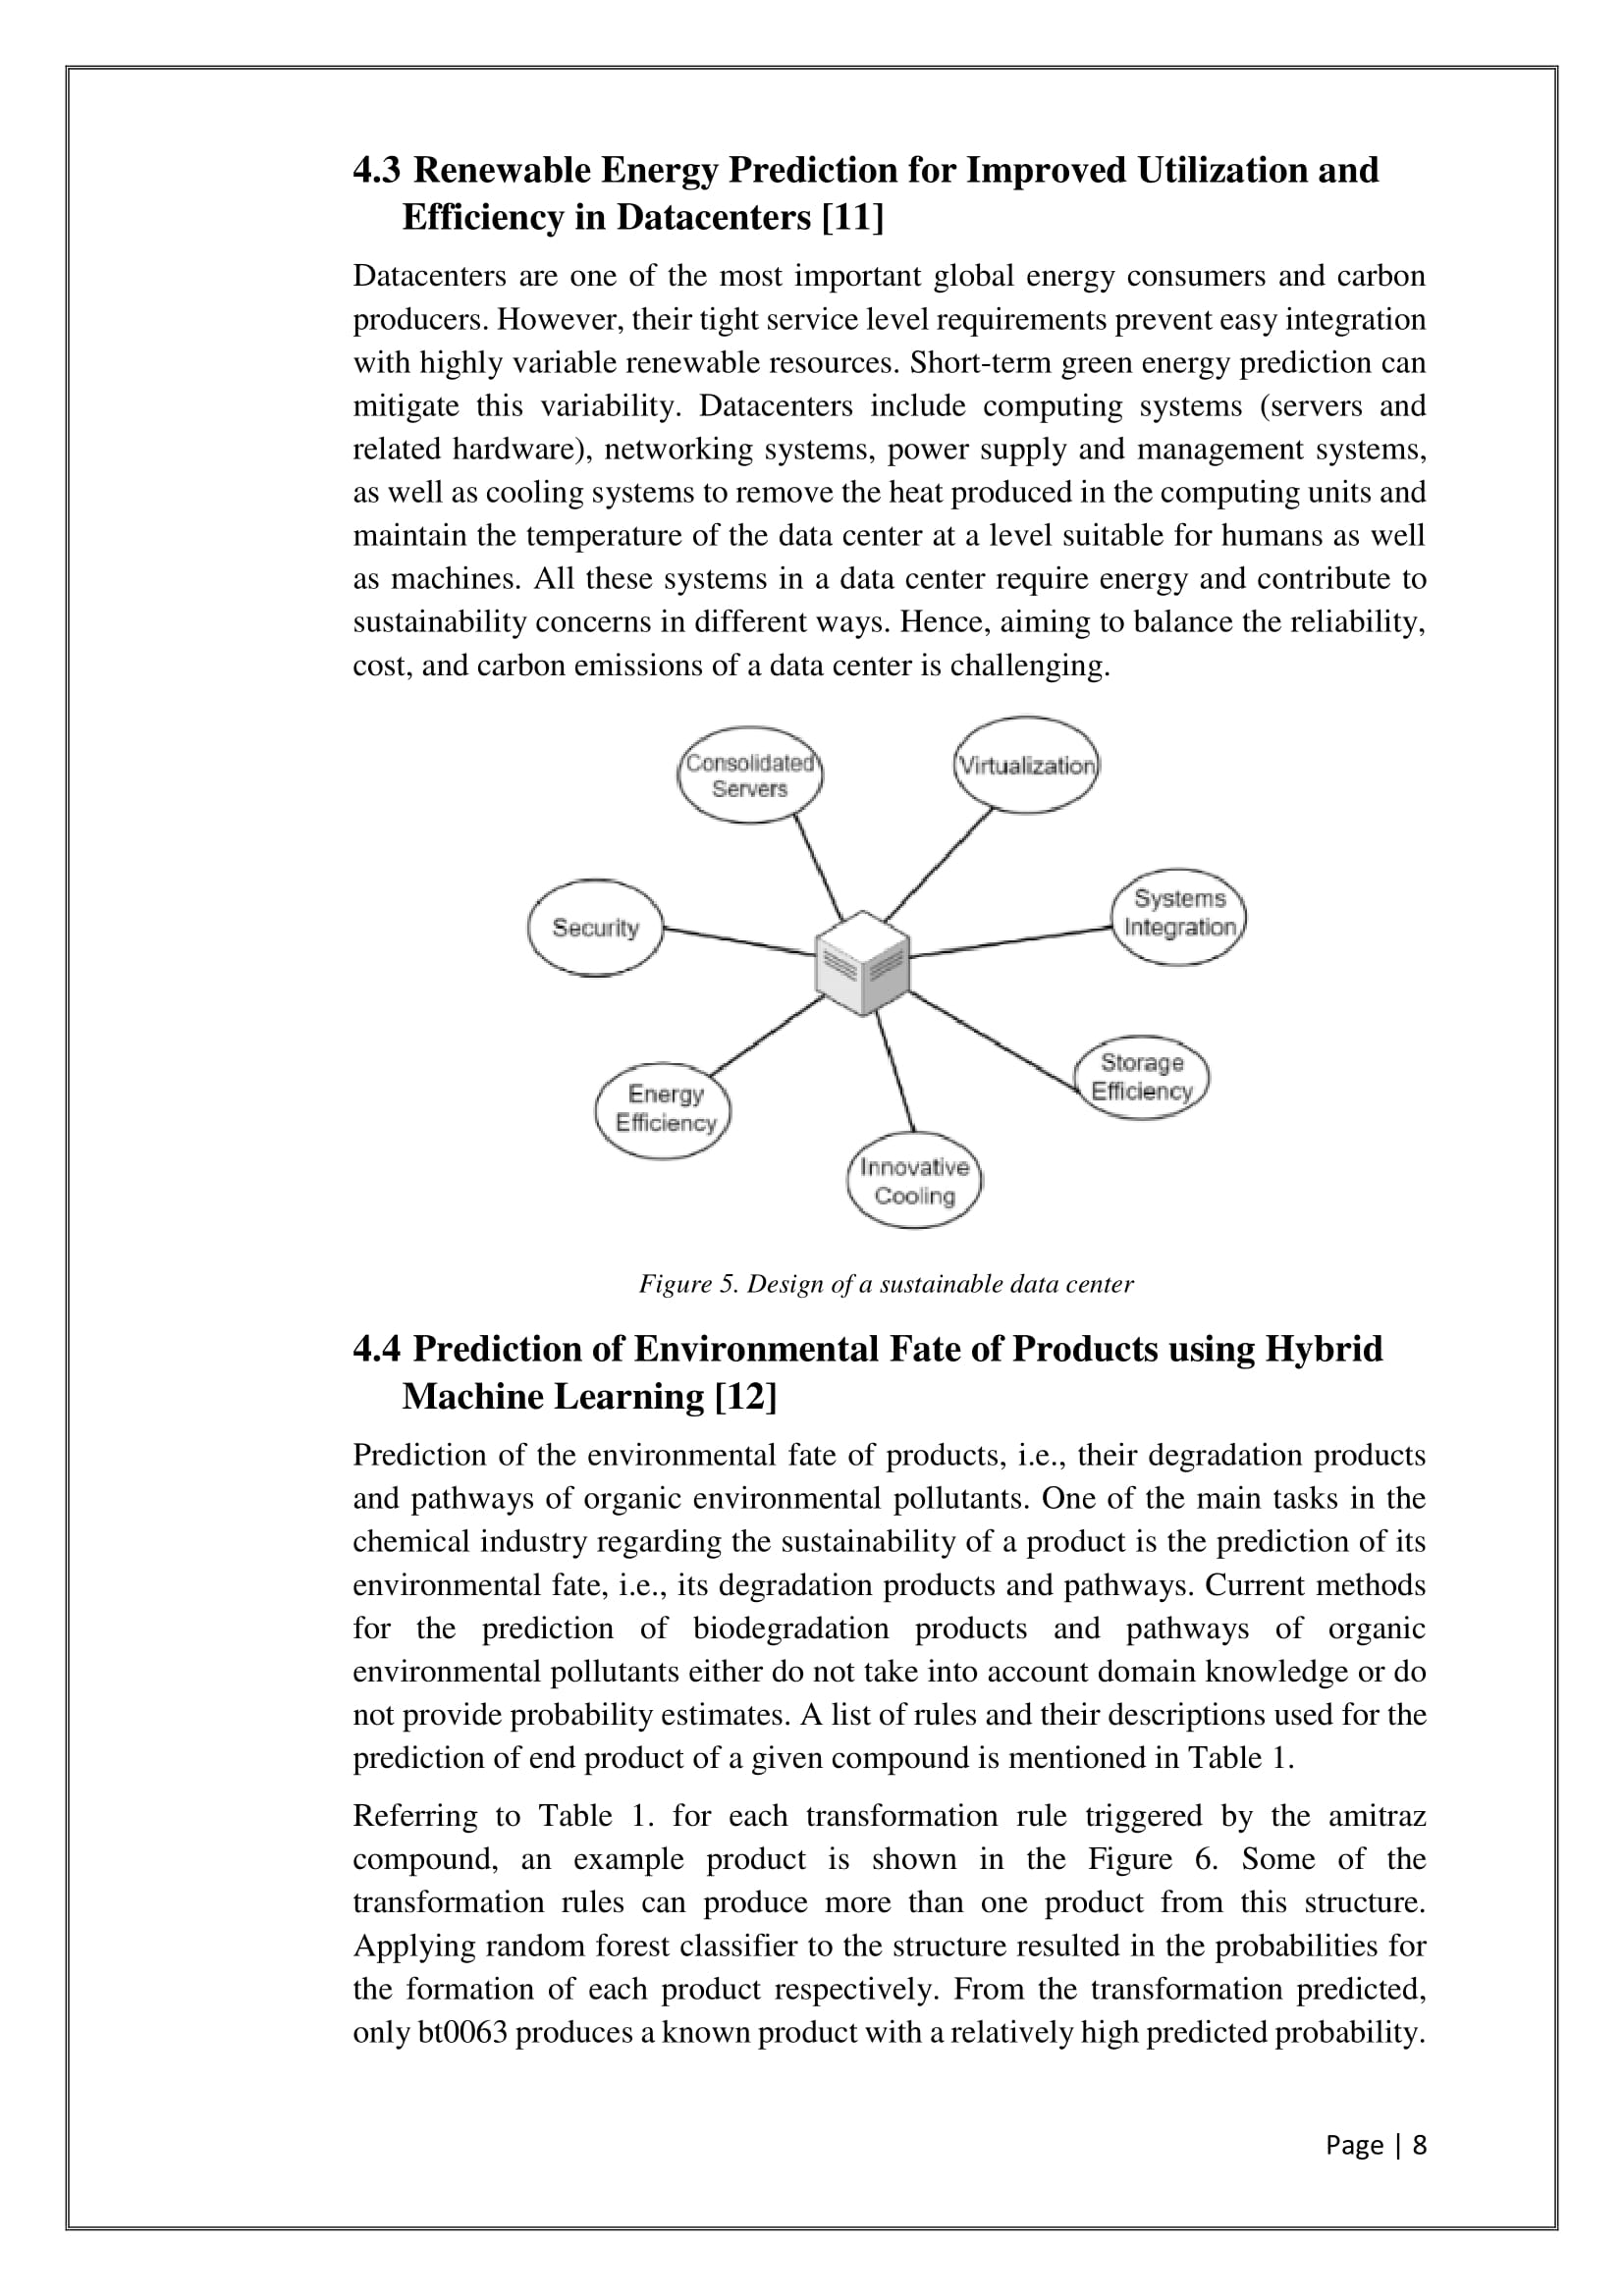 4.3 Renewable Energy Prediction for Improved Utilization and
Efficiency in Datacenters [11]
Datacenters are one of the most important global energy consumers and carbon
producers. However, their tight service level requirements prevent easy integration
with highly variable renewable resources. Short-term green energy prediction can
mitigate this variability. Datacenters include computing systems (servers and
related hardware), networking systems, power supply and management systems,
as well as cooling systems to remove the heat produced in the computing units and
maintain the temperature of the data center at a level suitable for humans as well
as machines. All these systems in a data center require energy and contribute to
sustainability concerns in different ways. Hence, aiming to balance the reliability,
cost, and carbon emissions of a data center is challenging.
Consolidated
Servers
Virtualization
Security
Systems
Integration
Energy
Efficiency
Storage
Efficiency
Innovative
Cooling
Figure 5. Design of a sustainable data center
4.4 Prediction of Environmental Fate of Products using Hybrid
Machine Learning [12]
Prediction of the environmental fate of products, i.e., their degradation products
and pathways of organic environmental pollutants. One of the main tasks in the
chemical industry regarding the sustainability of a product is the prediction of its
environmental fate, i.e., its degradation products and pathways. Current methods
for the prediction of biodegradation products and pathways of organic
environmental pollutants either do not take into account domain knowledge or do
not provide probability estimates. A list of rules and their descriptions used for the
prediction of end product of a given compound is mentioned in Table 1.
Referring to Table 1. for each transformation rule triggered by the amitraz
compound, an example product is shown in the Figure 6. Some of the
transformation rules can produce more than one product from this structure.
Applying random forest classifier to the structure resulted in the probabilities for
the formation of each product respectively. From the transformation predicted,
only bt0063 produces a known product with a relatively high predicted probability.
Page | 8